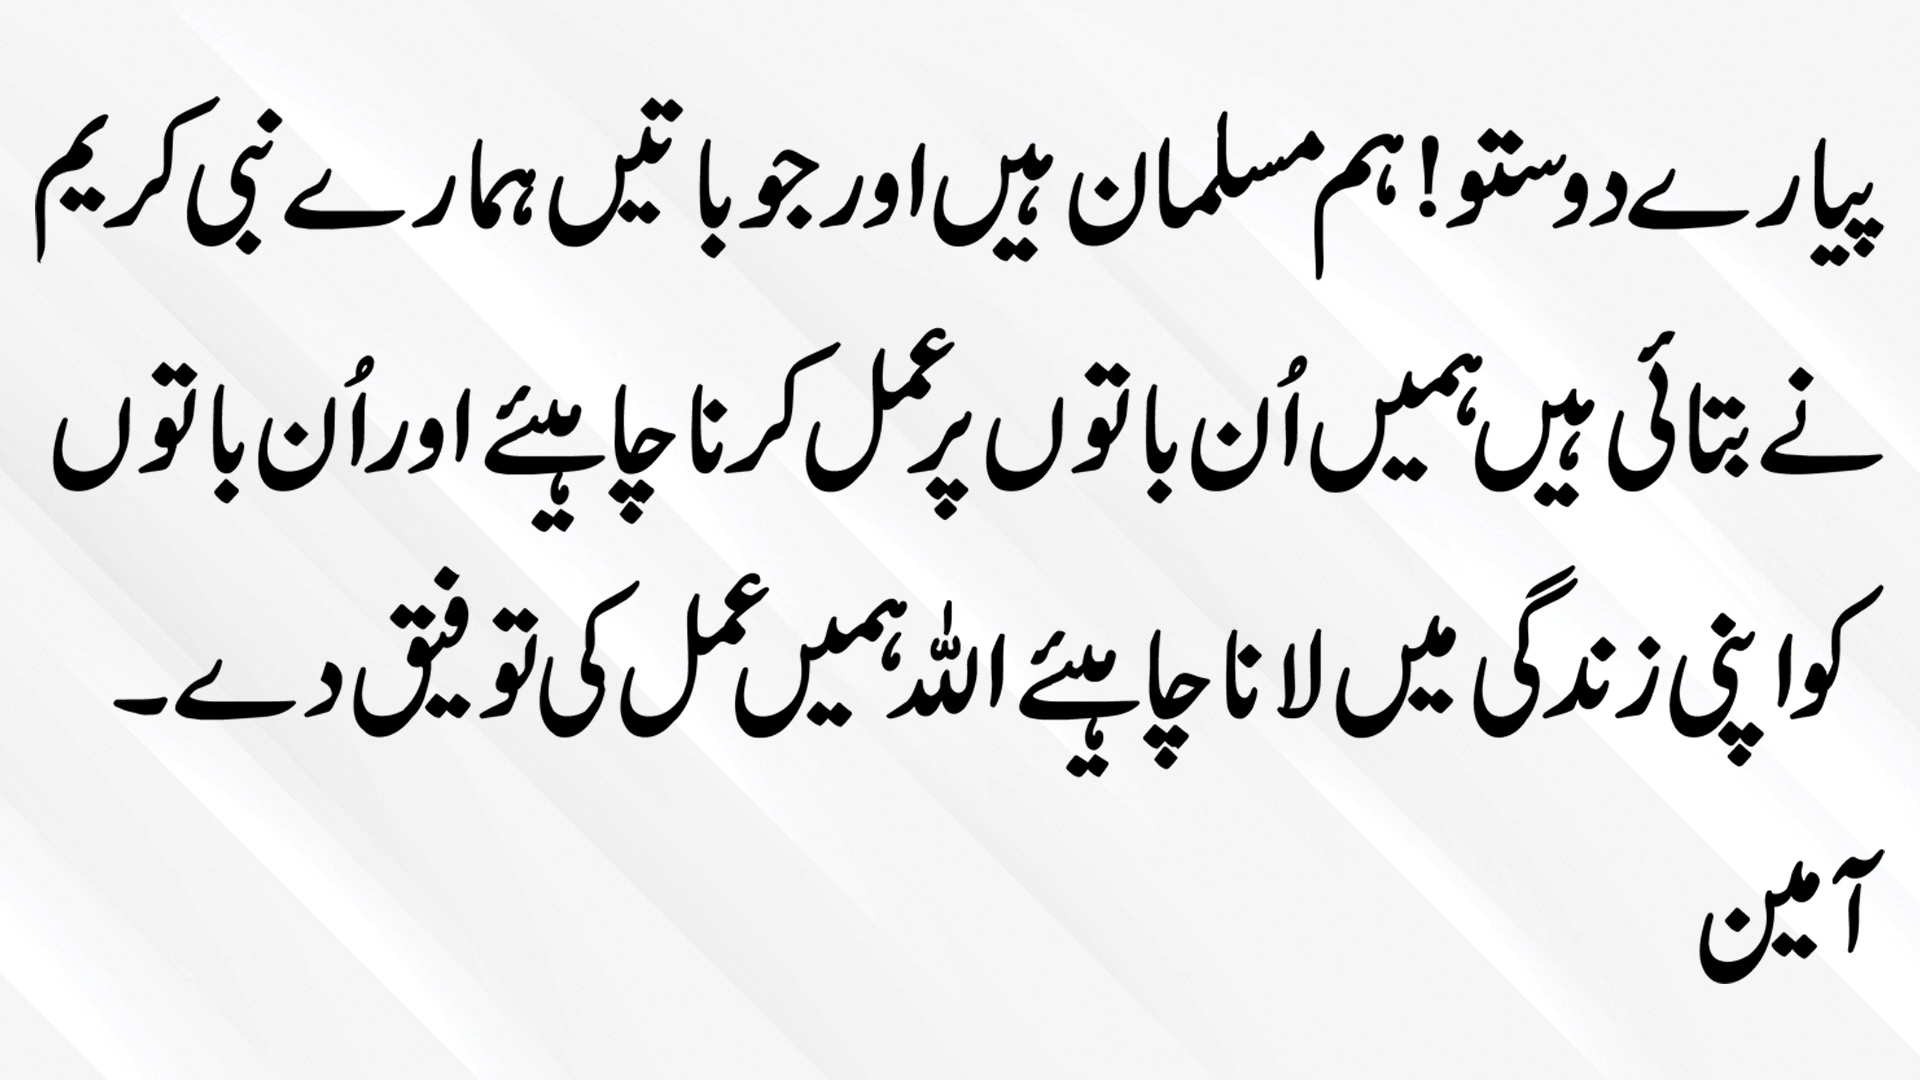 پیارے دوستو! ہم مسلمان ہیں اور جو باتیں ہمارے نبی کریم
نے بتائی ہیں ہمیں اُن باتوں پر عمل کرنا چاہیئے اور اُن باتوں
کو اپنی زندگی میں لانا چاہیئے اللہ ہمیں عمل کی توفیق دے۔
آمین